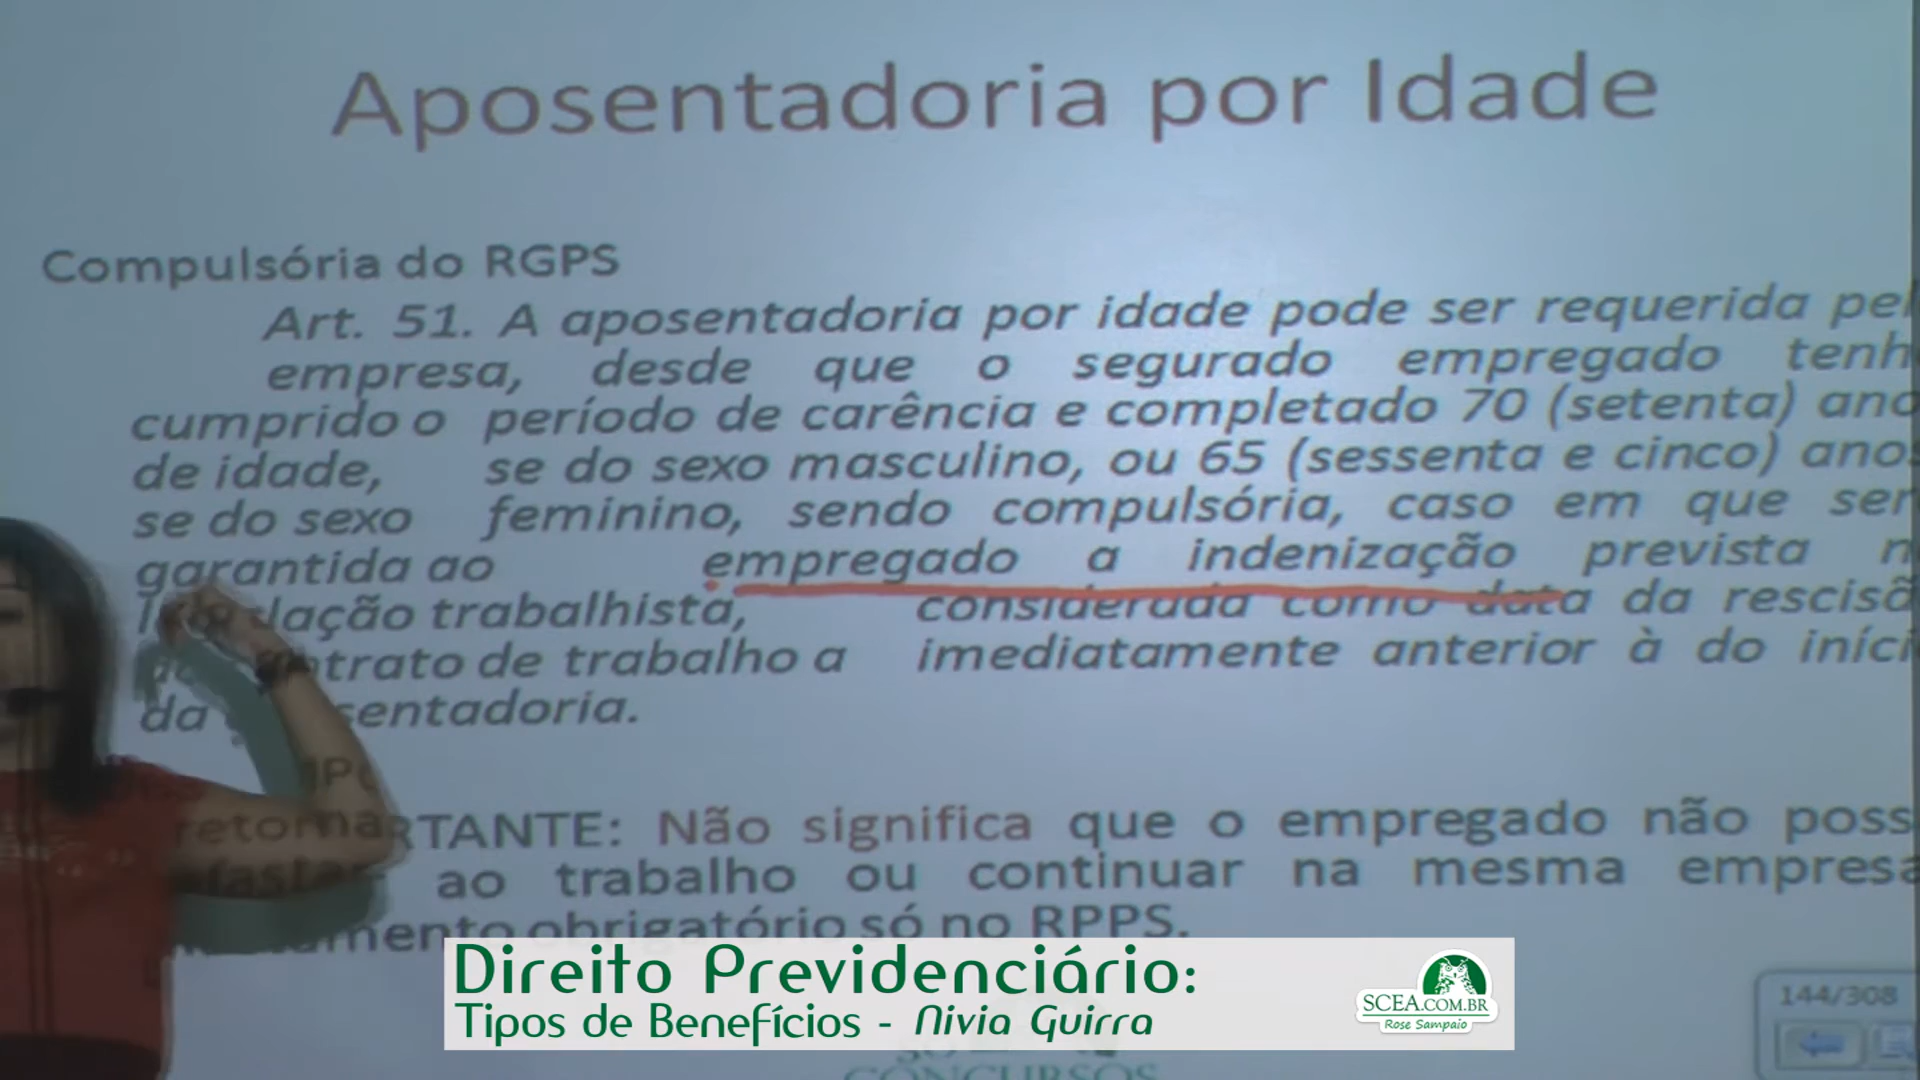 Aposentadoria por Idade
Compulsória do RGPS
Art. 51. A aposentadoria por idade pode ser requerida pel
empresa, desde que o segurado empregado tenh
cumprido o período de carência e completado 70 (setenta) ano
de idade, se do sexo masculino, ou 65 (sessenta e cinco) anos
se do sexo feminino, sendo compulsória, caso em que ser
garantida ao empregado a indenização prevista n
lação trabalhista, considerada como data da rescisã
trato de trabalho a imediatamente anterior à do iníci
da sentadoria.
RTANTE: Não significa que o empregado não poss
retorna ao trabalho ou continuar na mesma empresa
mento obrigatório só no RPPS.
Direito Previdenciário:
Tipos de Benefícios - Nivia Guirra
SCEA.COM.BR
Rose Sampaio
144/308
CONCURSOS